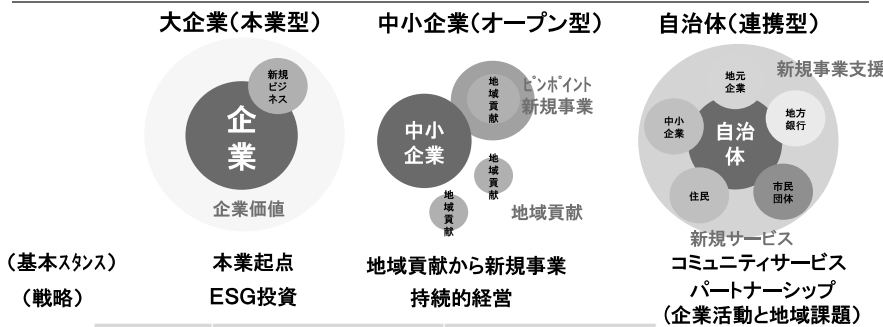 大企業(本業型)
中小企業(オープン型)
自治体(連携型)
新規
ビジ
ネス
企
業
企業価値
中小
企業
地域貢献
ピンポイント
新規事業
地域貢献
地域貢献
地域貢献
地元
企業
新規事業支援
中小
企業
地方
銀行
自治
体
住民
市民
団体
新規サービス
(基本スタンス)
本業起点
地域貢献から新規事業
コミュニティサービス
(戦略)
ESG投資
持続的経営
パートナーシップ
(企業活動と地域課題)